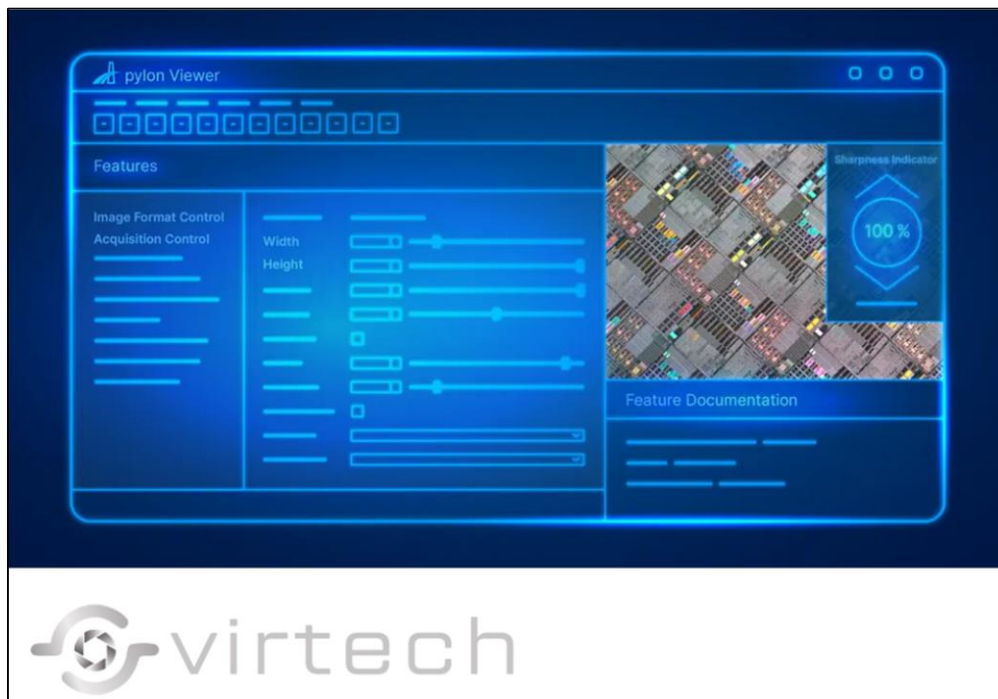 pylon Viewer
Features
Image Format Control
Acquisition Control
Width
Height
Sharpness Indicator
100 %
Feature Documentation
virtech